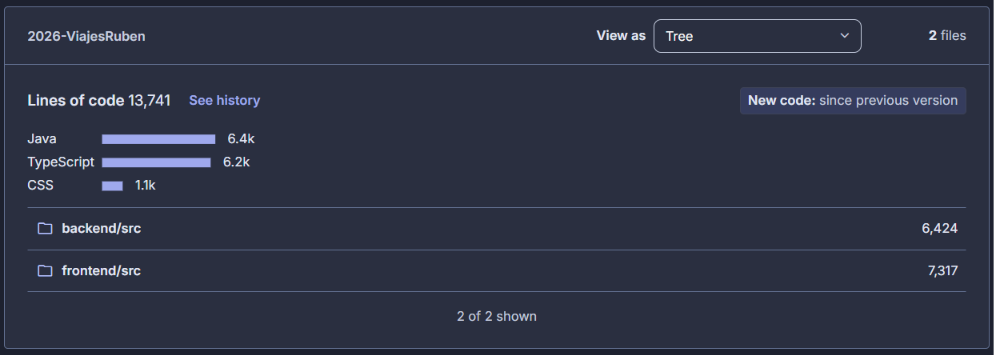 2026-ViajesRuben View as Tree 2 files
Lines of code 13,741 See history New code: since previous version
Java 6.4k
TypeScript 6.2k
CSS 1.1k
backend/src 6,424
frontend/src 7,317
2 of 2 shown